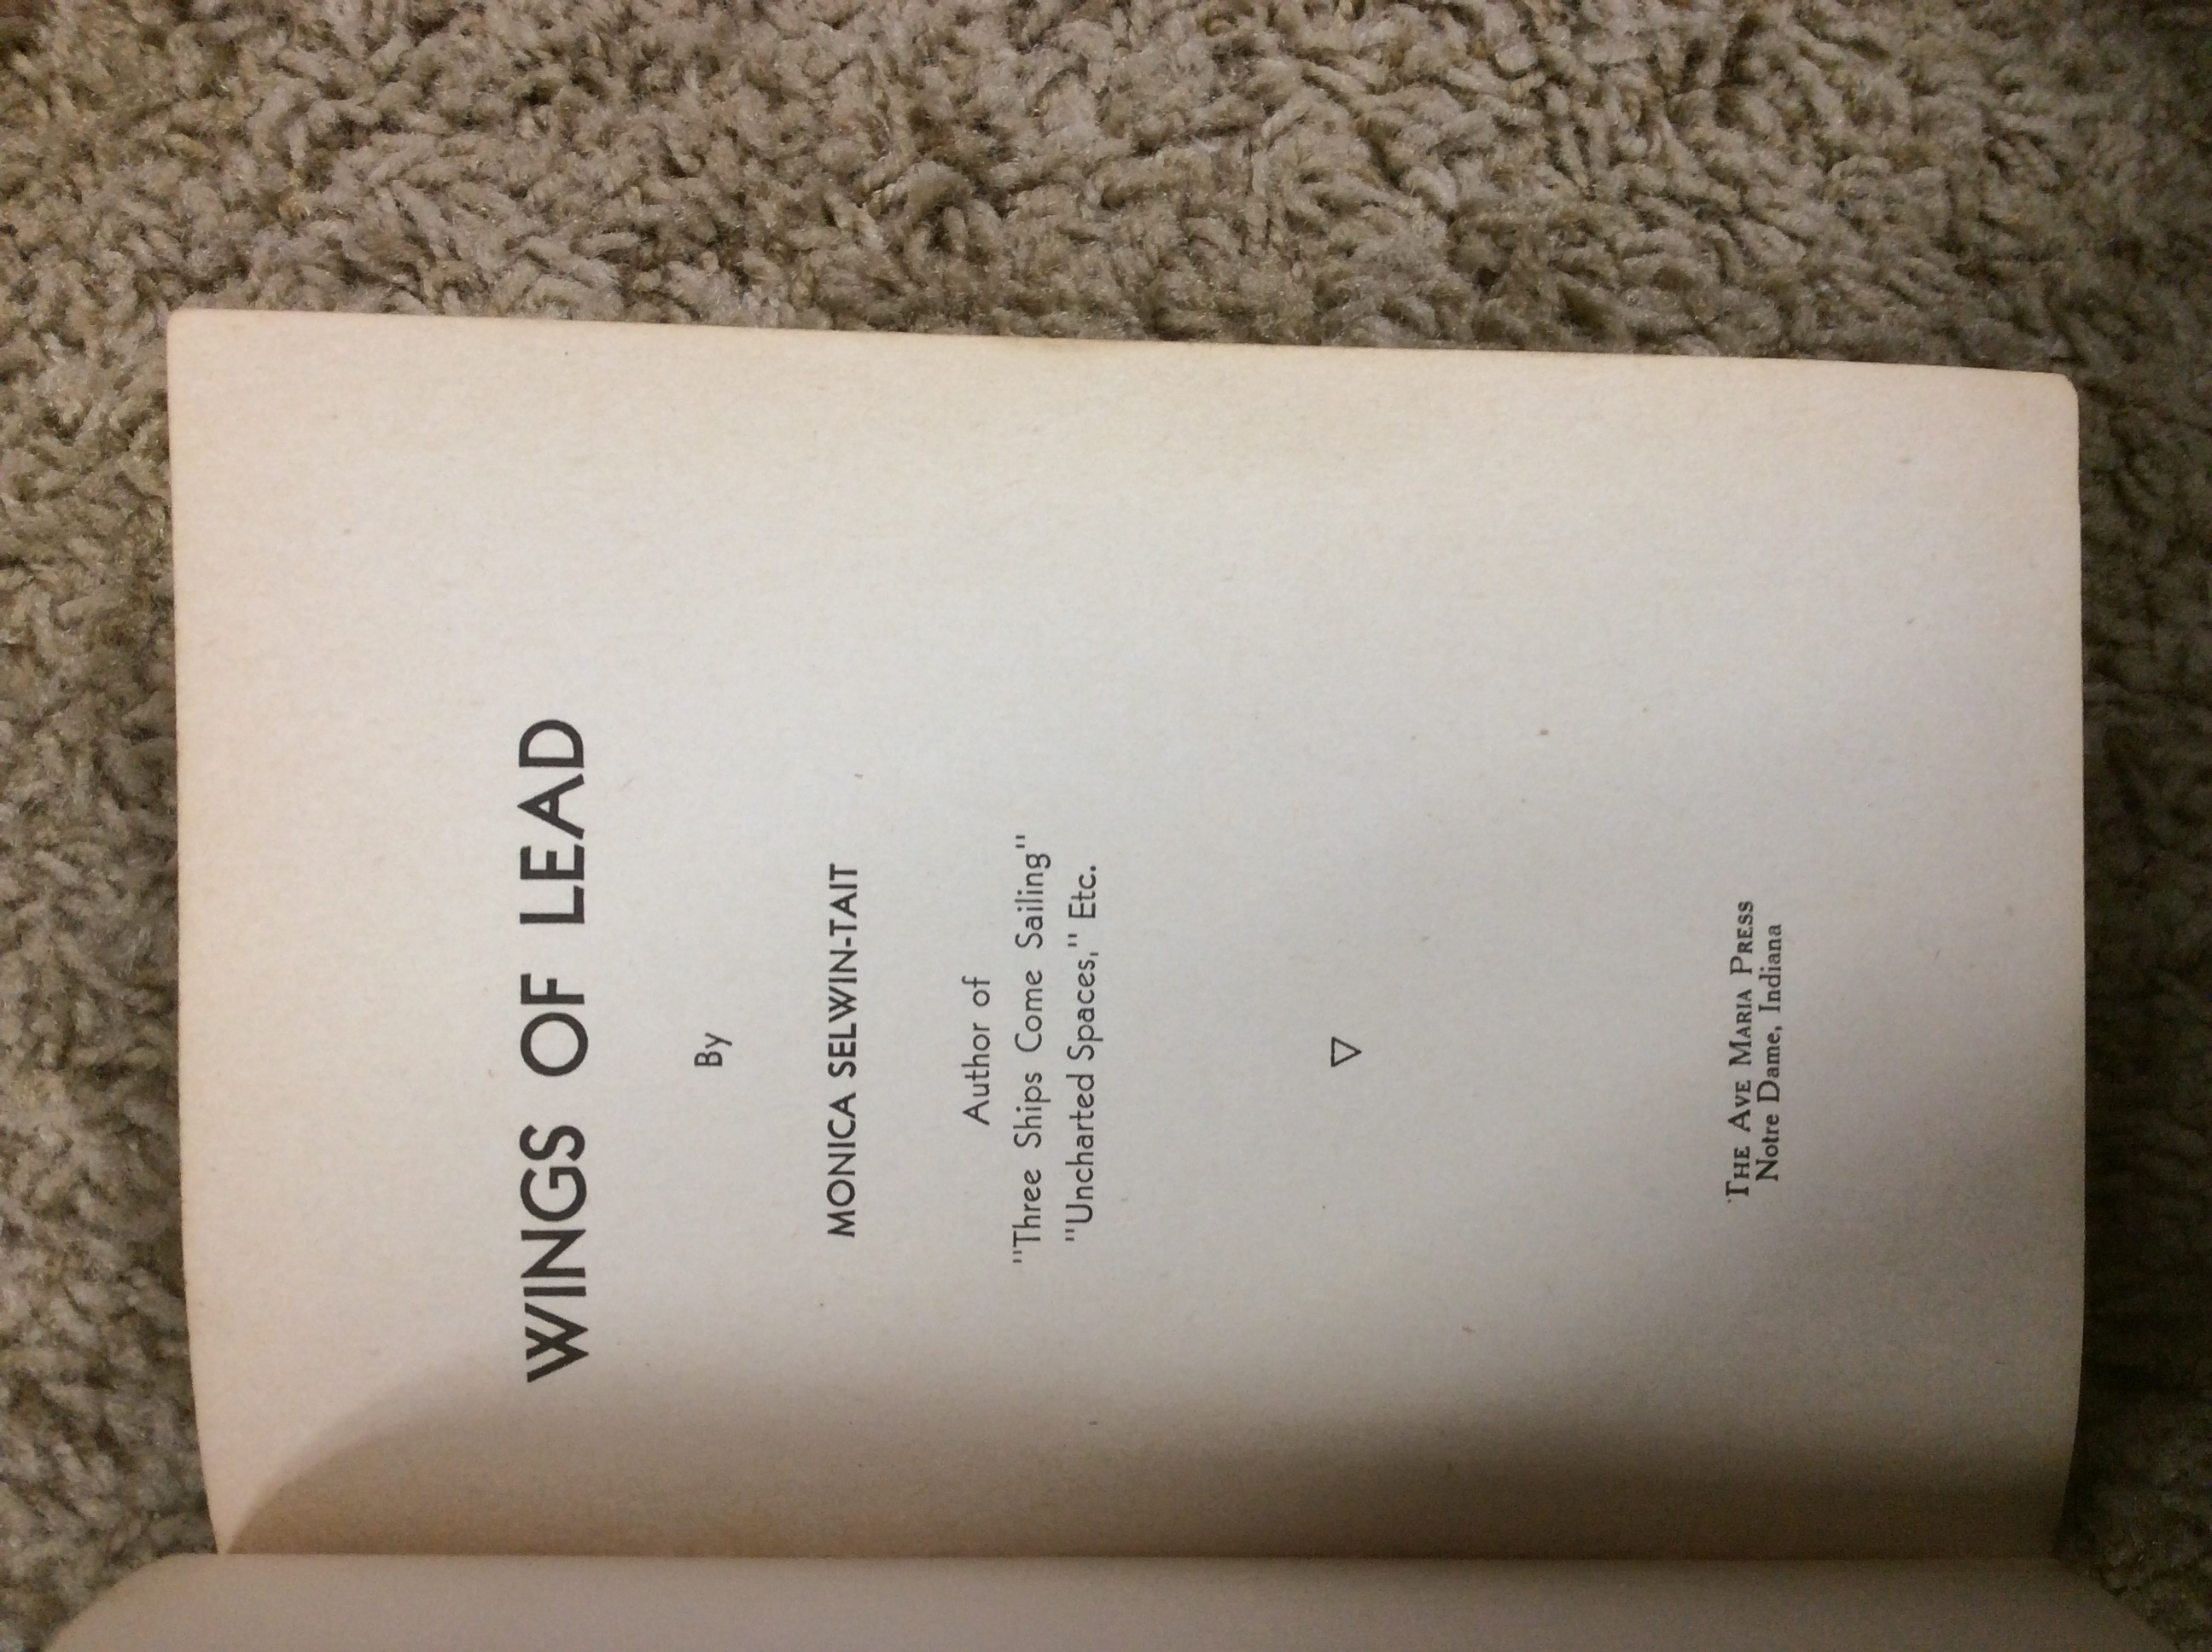 WINGS OF LEAD
By
MONICA SELWIN-TAIT
Author of
"Three Ships Come Sailing"
"Uncharted Spaces," Etc.
THE AVE MARIA PRESS
Notre Dame, Indiana